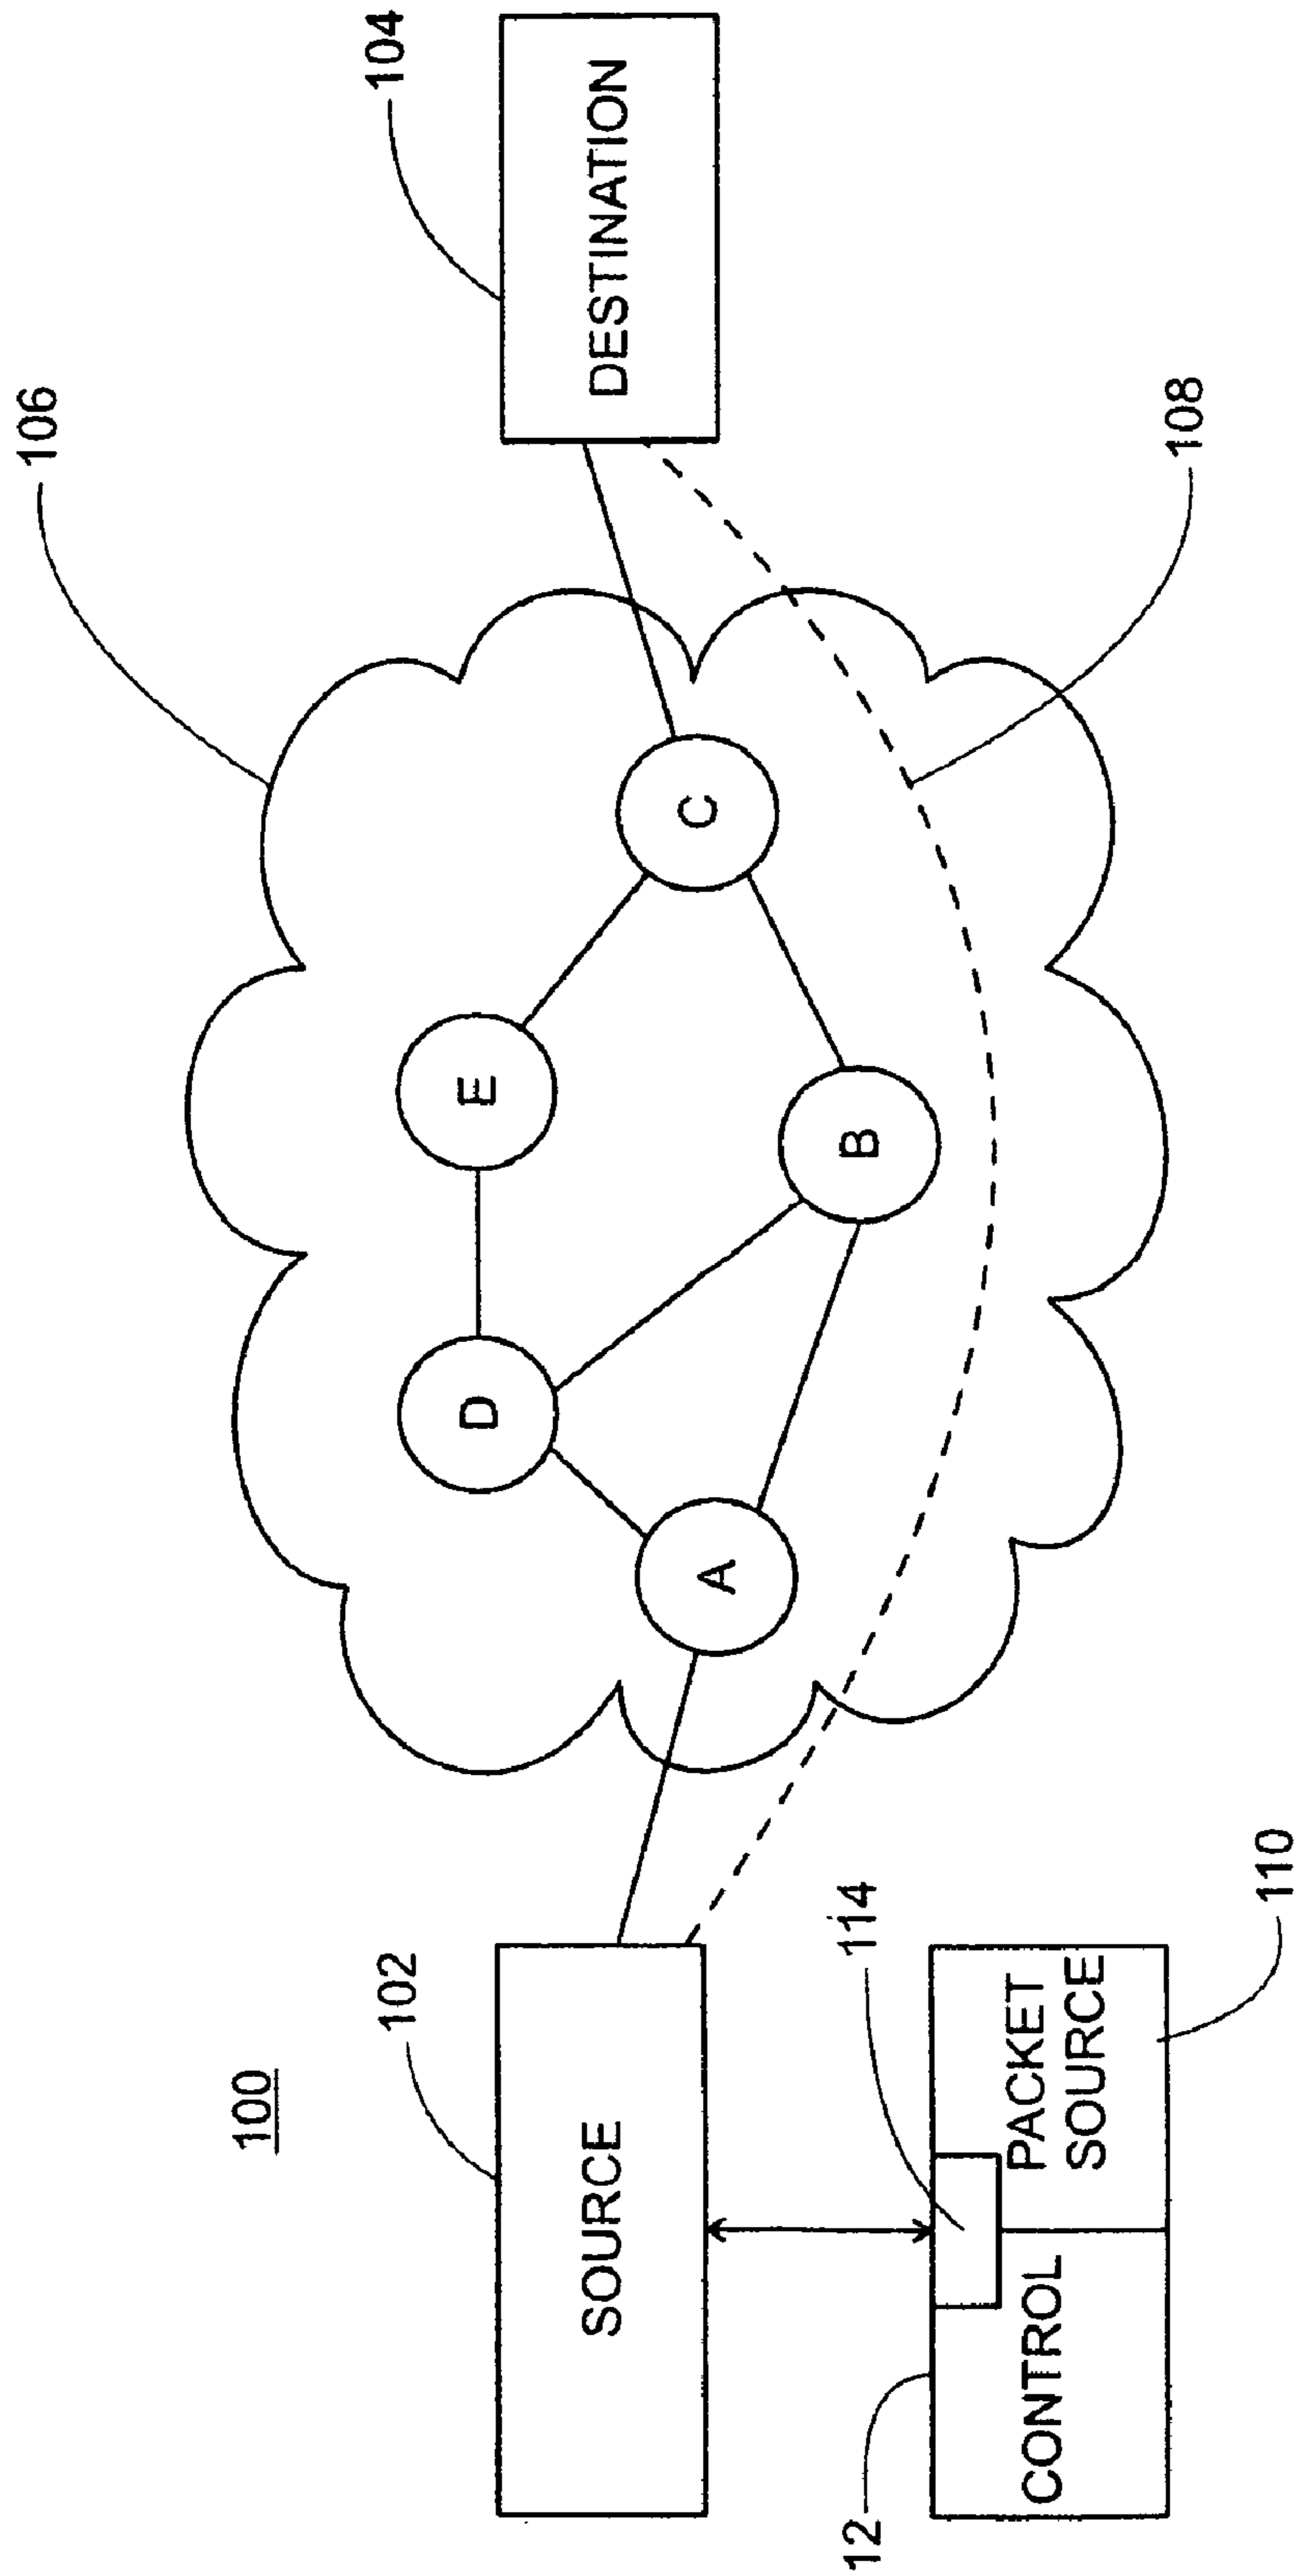 100
102
SOURCE
106
104
DESTINATION
D
E
A
B
C
108
12
CONTROL
114
PACKET
SOURCE
110